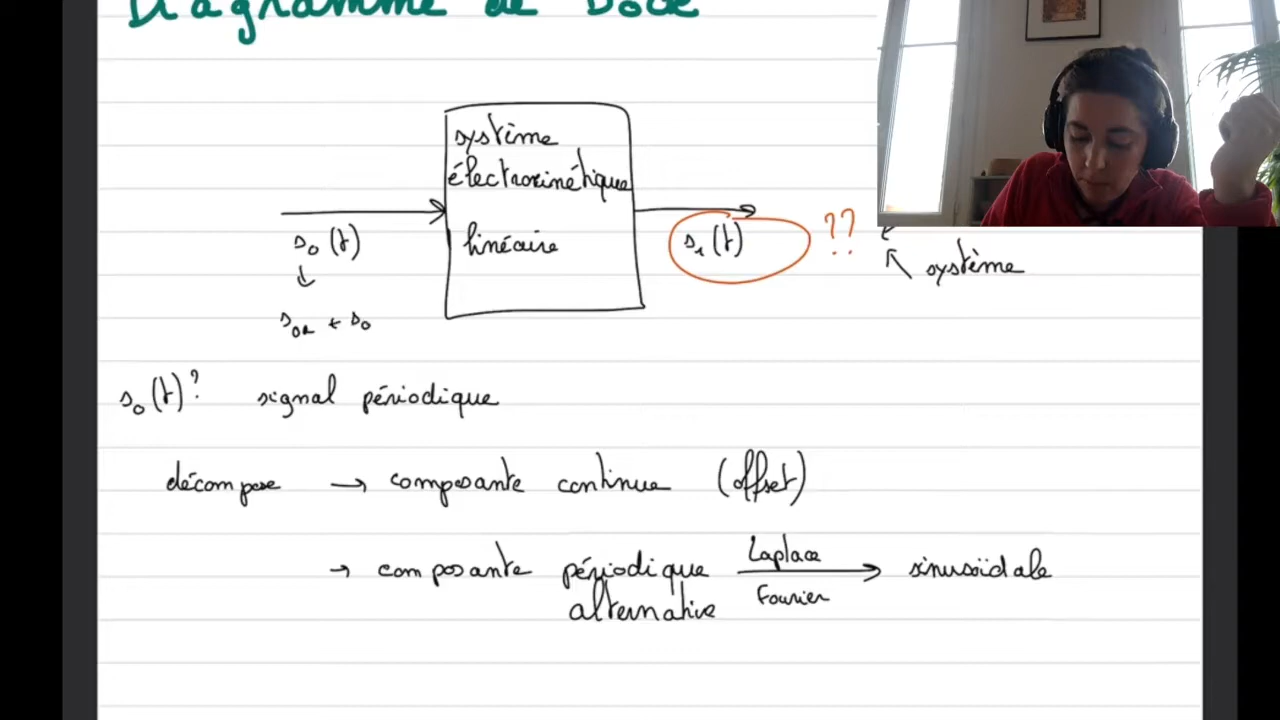 Diagramme de Bode
système
électrocinétique
linéaire
s₀(t)
s₁(t) ??
système
s₀(t)? signal périodique
décompose → composante continue (offset)
→ composante périodique Laplace sinusoïdale
alternative Fourier